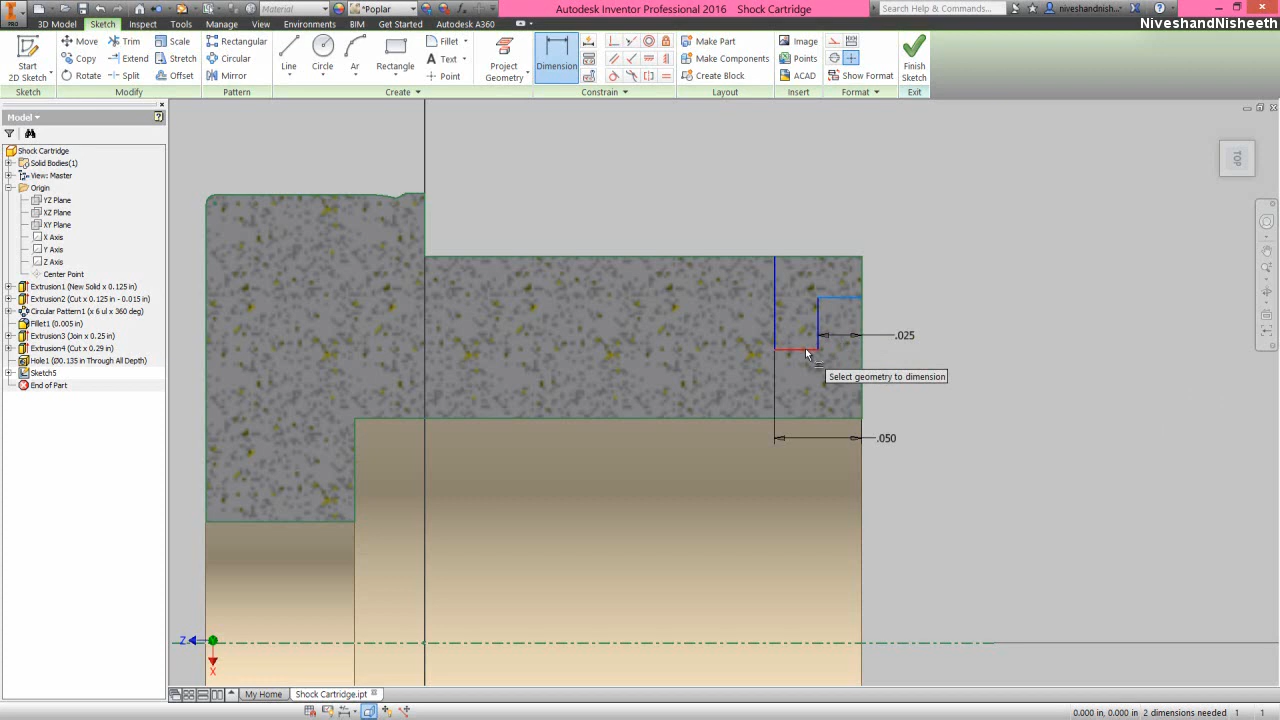 Material
*Poplar
Autodesk Inventor Professional 2016 Shock Cartridge
Search Help & Commands...
niveshandnishe...
NiveshandNisheeth
PRO
3D Model
Sketch
Inspect
Tools
Manage
View
Environments
BIM
Get Started
Autodesk A360
Start
2D Sketch
Move
Trim
Scale
Copy
Extend
Stretch
Rotate
Split
Offset
Rectangular
Circular
Mirror
Line
Circle
Arc
Rectangle
Fillet
Text
Point
Project
Geometry
Dimension
Make Part
Make Components
Create Block
Image
Points
ACAD
Show Format
Finish
Sketch
Sketch
Modify
Pattern
Create
Constrain
Layout
Insert
Format
Exit
Model
Shock Cartridge
Solid Bodies(1)
View: Master
Origin
YZ Plane
XZ Plane
XY Plane
X Axis
Y Axis
Z Axis
Center Point
Extrusion1 (New Solid x 0.125 in)
Extrusion2 (Cut x 0.125 in - 0.015 in)
Circular Pattern1 (x 6 ul x 360 deg)
Fillet1 (0.005 in)
Extrusion3 (Join x 0.25 in)
Extrusion4 (Cut x 0.29 in)
Hole1 (Ø0.135 in Through All Depth)
Sketch5
End of Part
TOP
.025
Select geometry to dimension
.050
Z
X
My Home
Shock Cartridge.ipt
0.000 in, 0.000 in 2 dimensions needed 1 1